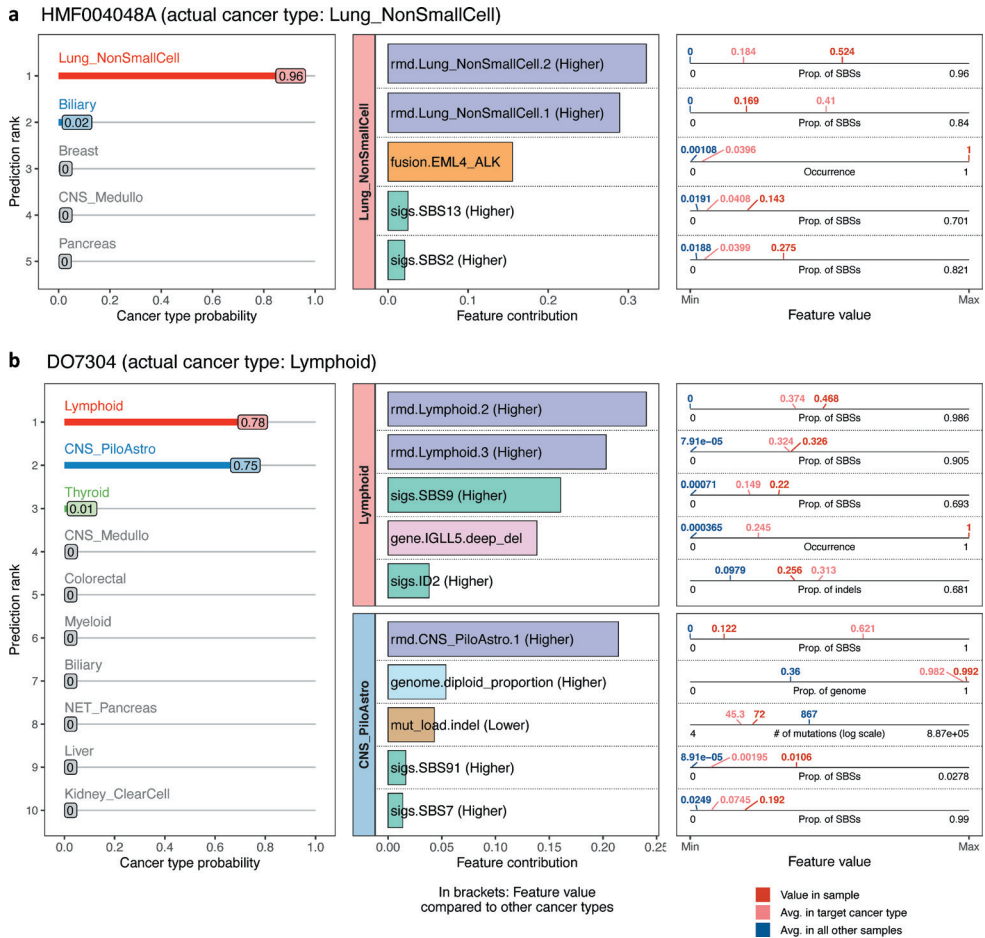 a HMF004048A (actual cancer type: Lung_NonSmallCell)
Prediction rank
Lung_NonSmallCell
1 0.96
Biliary
2 0.02
Breast
3 0
CNS_Medullo
4 0
Pancreas
5 0
0.0 0.2 0.4 0.6 0.8 1.0
Cancer type probability
Lung_NonSmallCell
rmd.Lung_NonSmallCell.2 (Higher)
rmd.Lung_NonSmallCell.1 (Higher)
fusion.EML4_ALK
sigs.SBS13 (Higher)
sigs.SBS2 (Higher)
0.0 0.1 0.2 0.3
Feature contribution
0 0.184 0.524
0 Prop. of SBSs 0.96
0 0.169 0.41
0 Prop. of SBSs 0.84
0.00108 0.0396 1
0 Occurrence 1
0.0191 0.0408 0.143
0 Prop. of SBSs 0.701
0.0188 0.0399 0.275
0 Prop. of SBSs 0.821
Min Max
Feature value
b DO7304 (actual cancer type: Lymphoid)
Prediction rank
Lymphoid
1 0.78
CNS_PiloAstro
2 0.75
Thyroid
3 0.01
CNS_Medullo
4 0
Colorectal
5 0
Myeloid
6 0
Biliary
7 0
NET_Pancreas
8 0
Liver
9 0
Kidney_ClearCell
10 0
0.0 0.2 0.4 0.6 0.8 1.0
Cancer type probability
Lymphoid
rmd.Lymphoid.2 (Higher)
rmd.Lymphoid.3 (Higher)
sigs.SBS9 (Higher)
gene.IGLL5.deep_del
sigs.ID2 (Higher)
CNS_PiloAstro
rmd.CNS_PiloAstro.1 (Higher)
genome.diploid_proportion (Higher)
mut_load.indel (Lower)
sigs.SBS91 (Higher)
sigs.SBS7 (Higher)
0.00 0.05 0.10 0.15 0.20 0.25
Feature contribution
In brackets: Feature value
compared to other cancer types
0 0.374 0.468
0 Prop. of SBSs 0.986
7.91e-05 0.324 0.326
0 Prop. of SBSs 0.905
0.00071 0.149 0.22
0 Prop. of SBSs 0.693
0.000365 0.245 1
0 Occurrence 1
0.0979 0.256 0.313
0 Prop. of indels 0.681
0 0.122 0.621
0 Prop. of SBSs 1
0.36 0.982 0.992
0 Prop. of genome 1
45.3 72 867
4 # of mutations (log scale) 8.87e+05
8.91e-05 0.00195 0.0106
0 Prop. of SBSs 0.0278
0.0249 0.0745 0.192
0 Prop. of SBSs 0.99
Min Max
Feature value
Value in sample
Avg. in target cancer type
Avg. in all other samples